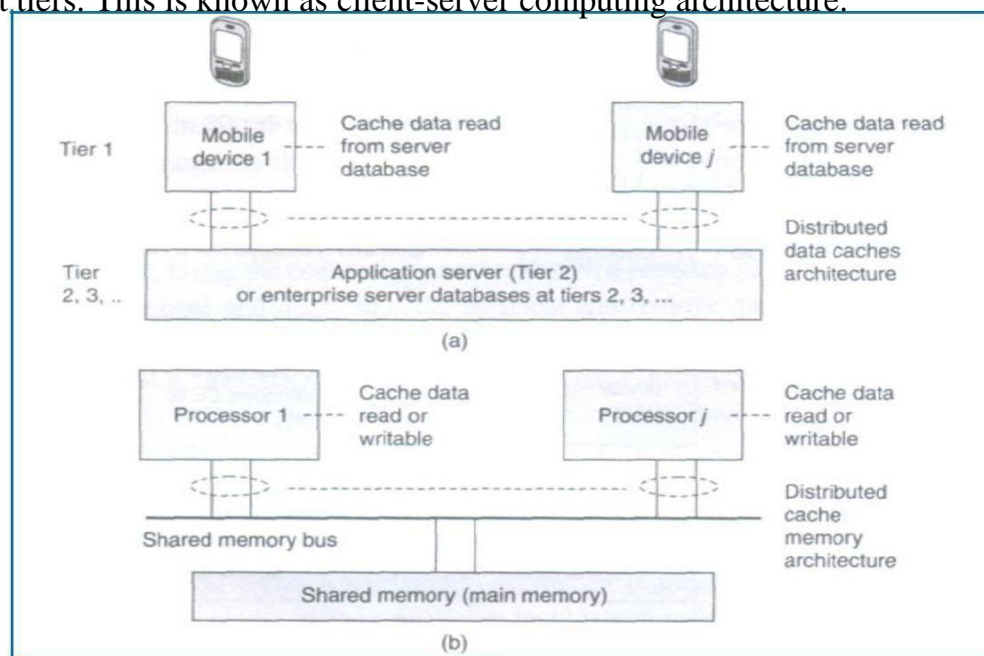 t tiers. This is known as client-server computing architecture.
Tier 1
Mobile
device 1
Cache data read
from server
database
Mobile
device j
Cache data read
from server
database
Distributed
data caches
architecture
Tier
2, 3, ..
Application server (Tier 2)
or enterprise server databases at tiers 2, 3, ...
(a)
Processor 1
Cache data
read or
writable
Processor j
Cache data
read or
writable
Distributed
cache
memory
architecture
Shared memory bus
Shared memory (main memory)
(b)